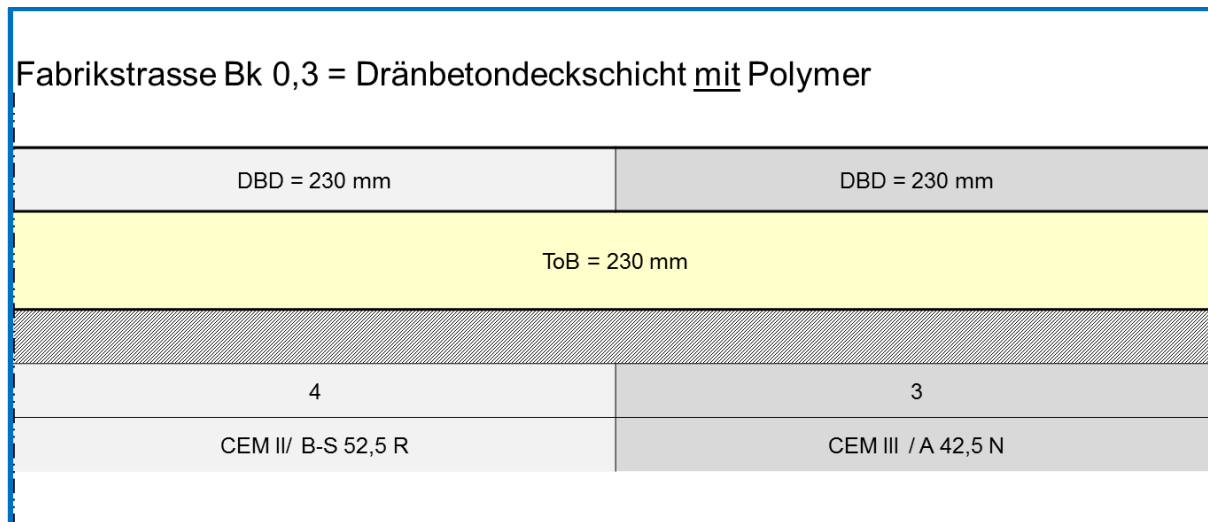 Fabrikstrasse Bk 0,3 = Dränbetondeckschicht mit Polymer
DBD = 230 mm DBD = 230 mm
ToB = 230 mm
4 3
CEM II/ B-S 52,5 R CEM III / A 42,5 N